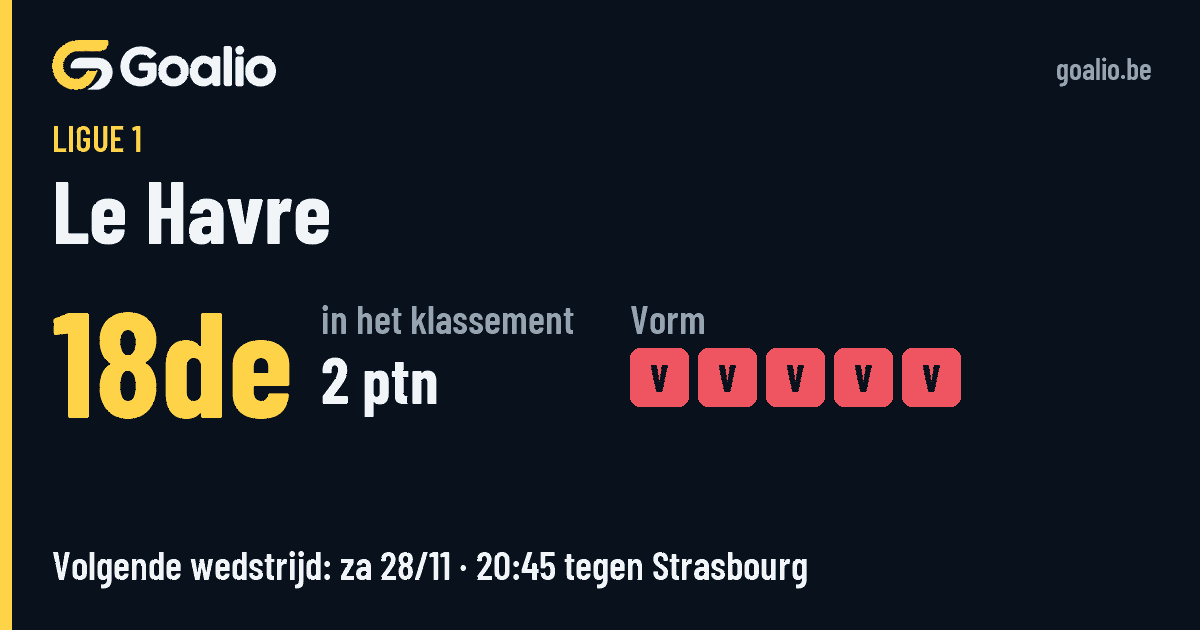 Goalio
goalio.be
LIGUE 1
Le Havre
18de
in het klassement
2 ptn
Vorm
V V V V V
Volgende wedstrijd: za 28/11 · 20:45 tegen Strasbourg